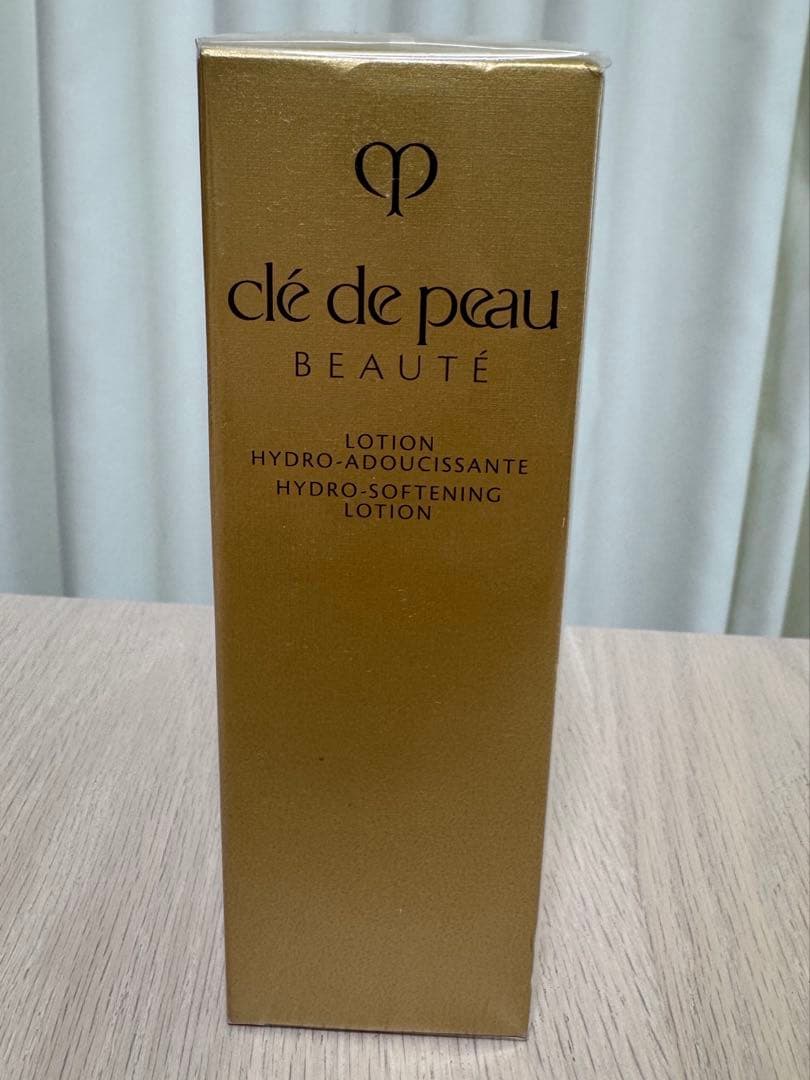 clé de peau
BEAUTÉ
LOTION
HYDRO-ADOUCISSANTE
HYDRO-SOFTENING
LOTION